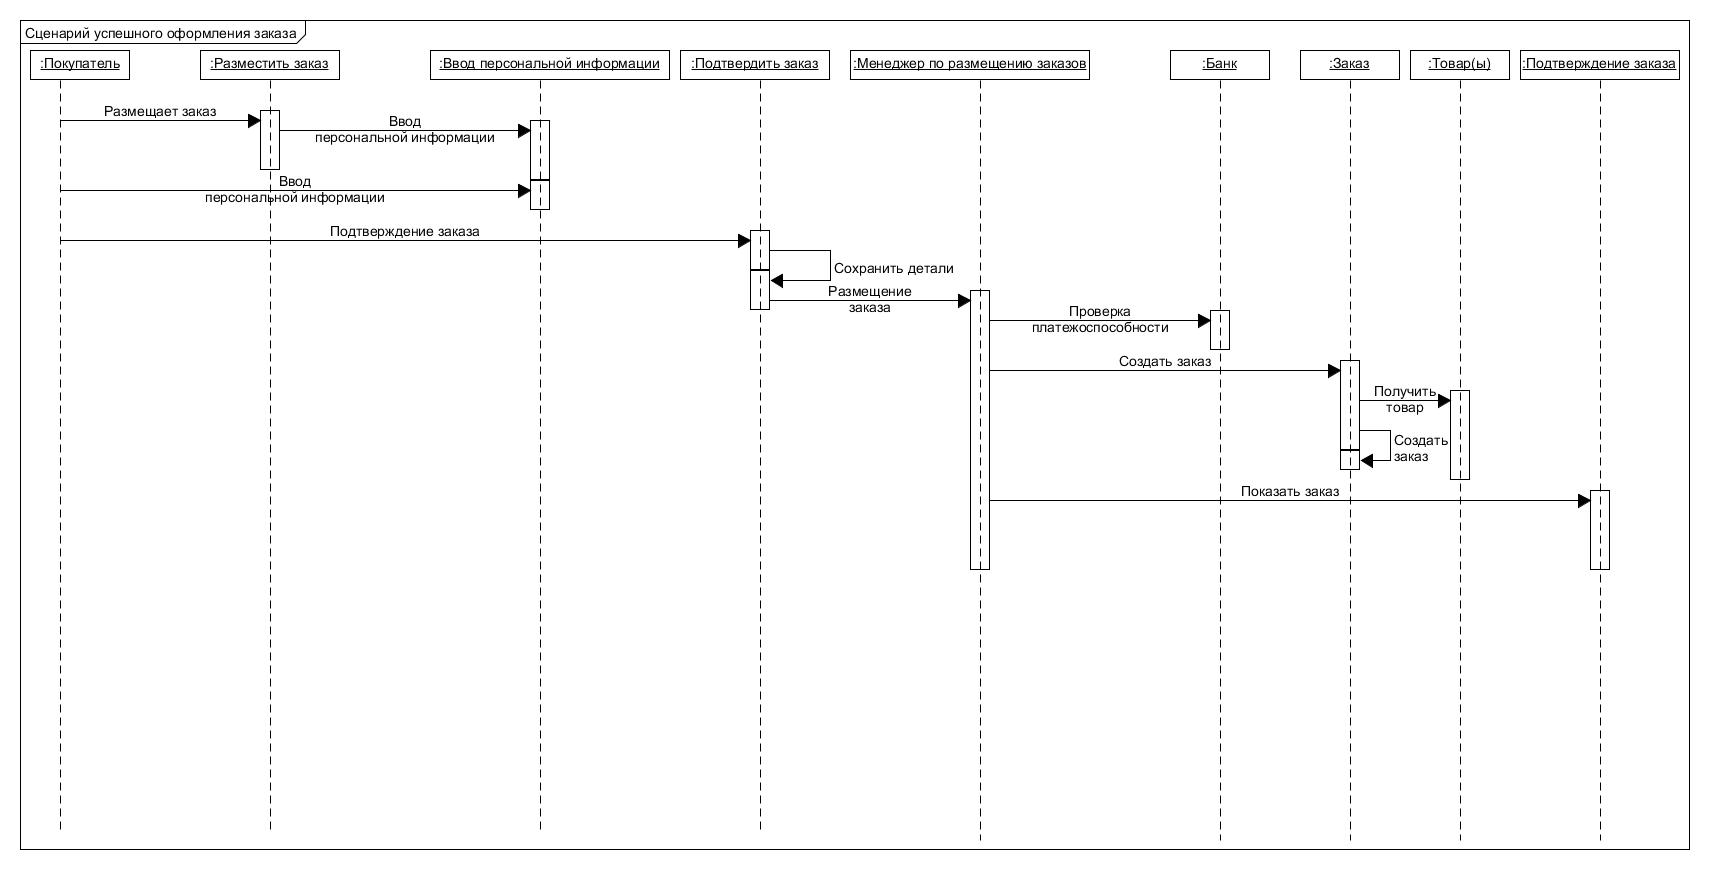 Сценарий успешного оформления заказа
:Покупатель
:Разместить заказ
:Ввод персональной информации
:Подтвердить заказ
:Менеджер по размещению заказов
:Банк
:Заказ
:Товар(ы)
:Подтверждение заказа
Размещает заказ
Ввод
персональной информации
Ввод
персональной информации
Подтверждение заказа
Сохранить детали
Размещение
заказа
Проверка
платежоспособности
Создать заказ
Получить
товар
Создать
заказ
Показать заказ